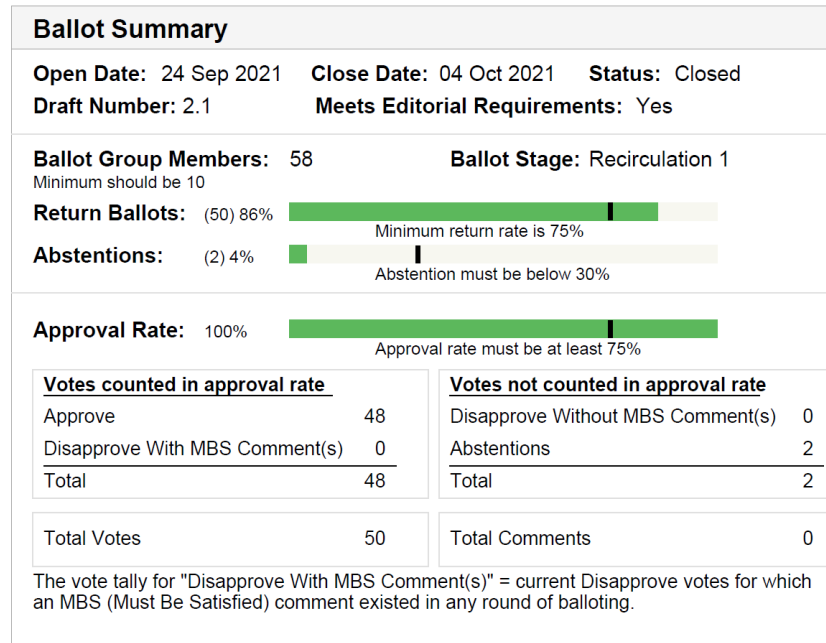 Ballot Summary
Open Date: 24 Sep 2021 Close Date: 04 Oct 2021 Status: Closed
Draft Number: 2.1 Meets Editorial Requirements: Yes
Ballot Group Members: 58 Ballot Stage: Recirculation 1
Minimum should be 10
Return Ballots: (50) 86%
Minimum return rate is 75%
Abstentions: (2) 4%
Abstention must be below 30%
Approval Rate: 100%
Approval rate must be at least 75%
Votes counted in approval rate
Approve 48
Disapprove With MBS Comment(s) 0
Total 48
Votes not counted in approval rate
Disapprove Without MBS Comment(s) 0
Abstentions 2
Total 2
Total Votes 50
Total Comments 0
The vote tally for "Disapprove With MBS Comment(s)" = current Disapprove votes for which
an MBS (Must Be Satisfied) comment existed in any round of balloting.